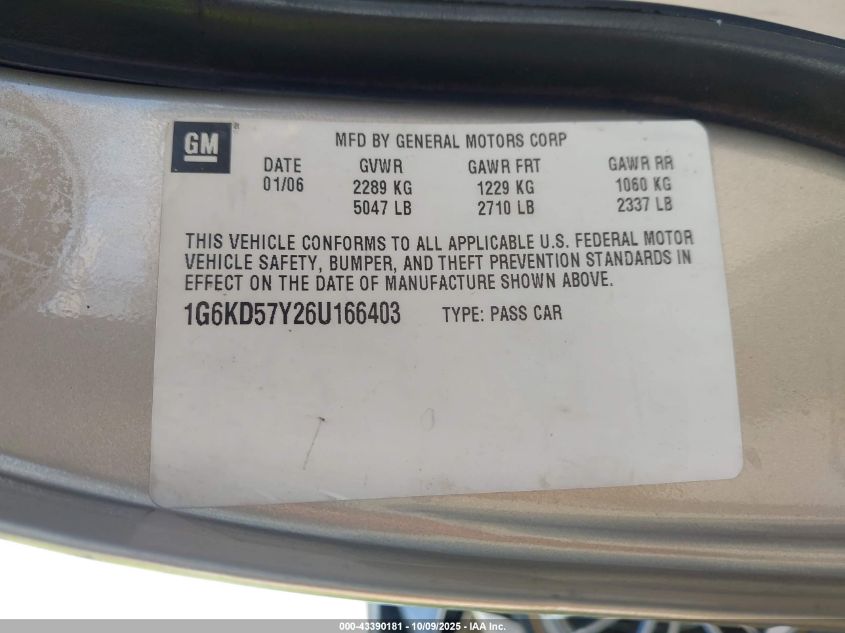 GM
MFD BY GENERAL MOTORS CORP
DATE GVWR GAWR FRT GAWR RR
01/06 2289 KG 1229 KG 1060 KG
5047 LB 2710 LB 2337 LB
THIS VEHICLE CONFORMS TO ALL APPLICABLE U.S. FEDERAL MOTOR
VEHICLE SAFETY, BUMPER, AND THEFT PREVENTION STANDARDS IN
EFFECT ON THE DATE OF MANUFACTURE SHOWN ABOVE.
1G6KD57Y26U166403 TYPE: PASS CAR
000-43390181 - 10/09/2025 - IAA Inc.